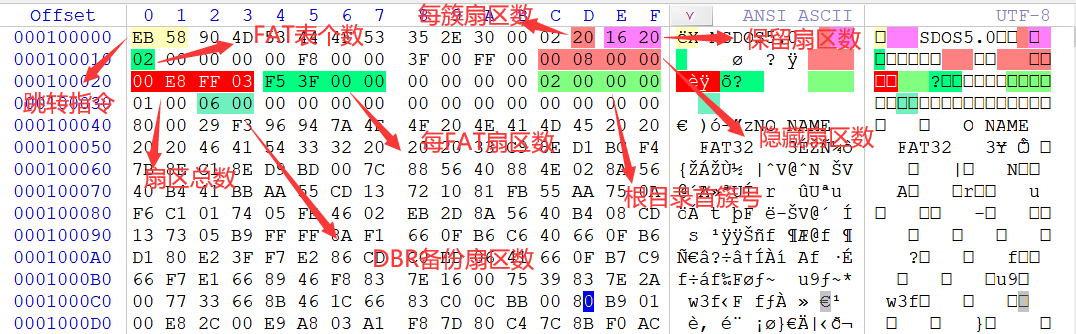 Offset 0 1 2 3 4 5 6 7 8 9 A B C D E F ANSI ASCII UTF-8
每簇扇区数
000100000 EB 58 90 4D 53 44 4F 53 35 2E 30 00 02 20 16 20 SDOS5.0
FAT表个数
保留扇区数
000100010 02 00 00 00 00 F8 00 00 3F 00 FF 00 00 08 00 00 ø ? ÿ
000100020 00 E8 FF 03 F5 3F 00 00 02 00 00 00 èÿ õ? ?
跳转指令
000100030 01 00 06 00 00 00 00 00 00 00 00 00 00 00 00 00
000100040 80 00 29 F3 96 94 7A 4E 4F 20 4E 41 4D 45 20 20 € )ó–”zNO NAME O NAME
每FAT扇区数
隐藏扇区数
000100050 20 20 46 41 54 33 32 20 20 20 33 C9 8E D1 BC F4 FAT32 FAT32
扇区总数
000100060 7B 8E C1 8E D9 BD 00 7C 88 56 40 88 4E 02 8A 56 {ŽÁŽÙ½ |ˆV@ˆN ŠV
根目录首簇号
000100070 40 B4 41 BB AA 55 CD 13 72 10 81 FB 55 AA 75 0A r ûUªu
000100080 F6 C1 01 74 05 FE 46 02 EB 2D 8A 56 40 B4 08 CD öÁ t þF ë-ŠV@´ Í
000100090 13 73 05 B9 FF FF 8A F1 66 0F B6 C6 40 66 0F B6 s ¹ÿÿŠñf ¶Æ@f ¶
DBR备份扇区数
0001000A0 D1 80 E2 3F F7 E2 86 CD 66 0F B7 C9 Ñ€â?÷â†ÍÀí Af ·É
0001000B0 66 F7 E1 66 89 46 F8 83 7E 16 00 75 39 83 7E 2A f÷áf‰Føƒ~ u9ƒ~* u9
0001000C0 00 77 33 66 8B 46 1C 66 83 C0 0C BB 00 80 B9 01 w3f‹F fƒÀ » €¹ w3f
0001000D0 00 E8 2C 00 E9 A8 03 A1 F8 7D 80 C4 7C 8B F0 AC è, é¨ ¡ø}€Ä|‹ð¬